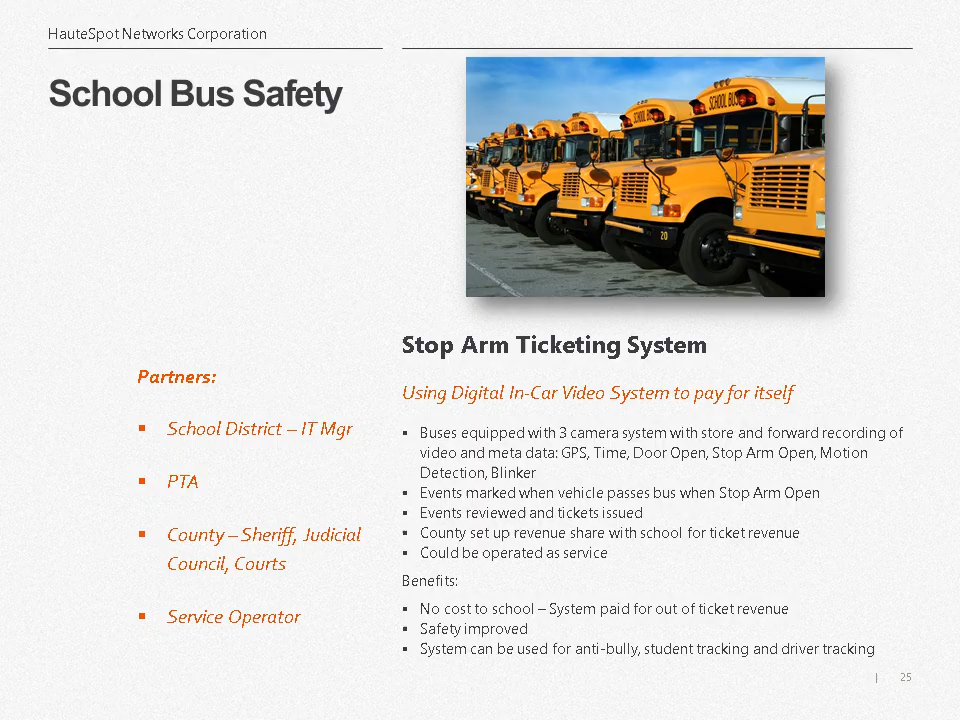 HauteSpot Networks Corporation
School Bus Safety
SCHOOL BUS
SCHOOL BUS
Partners:
▪ School District – IT Mgr
▪ PTA
▪ County – Sheriff, Judicial
Council, Courts
▪ Service Operator
Stop Arm Ticketing System
Using Digital In-Car Video System to pay for itself
▪ Buses equipped with 3 camera system with store and forward recording of
video and meta data: GPS, Time, Door Open, Stop Arm Open, Motion
Detection, Blinker
▪ Events marked when vehicle passes bus when Stop Arm Open
▪ Events reviewed and tickets issued
▪ County set up revenue share with school for ticket revenue
▪ Could be operated as service
Benefits:
▪ No cost to school – System paid for out of ticket revenue
▪ Safety improved
▪ System can be used for anti-bully, student tracking and driver tracking
20
| 25